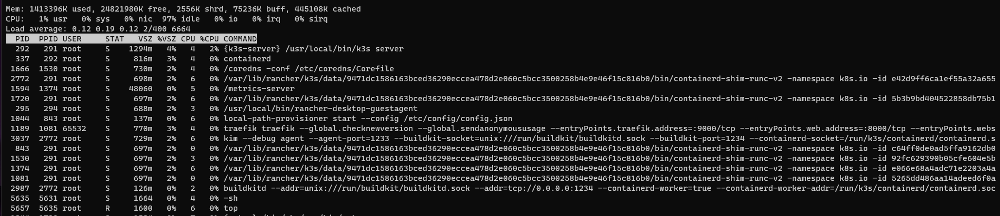 Mem: 1413396K used, 24821980K free, 2556K shrd, 75236K buff, 445108K cached
CPU:   1% usr   0% sys   0% nic  97% idle   0% io   0% irq   0% sirq
Load average: 0.12 0.19 0.12 2/400 6664
  PID  PPID USER     STAT   VSZ %VSZ CPU %CPU COMMAND
  292   291 root     S    1294m   4%   4   2% {k3s-server} /usr/local/bin/k3s server
  337   292 root     S     816m   3%   4   0% containerd
 1666  1530 root     S     730m   2%   4   0% /coredns -conf /etc/coredns/Corefile
 2772   291 root     S     698m   2%   6   0% /var/lib/rancher/k3s/data/9471dc1586163bced36290eccea478d2e060c5bcc3500258b4e9e46f15c816b0/bin/containerd-shim-runc-v2 -namespace k8s.io -id e42d9ff6ca1ef55a32a655
 1594  1374 root     S    48060   0%   5   0% /metrics-server
 1720   291 root     S     697m   2%   6   0% /var/lib/rancher/k3s/data/9471dc1586163bced36290eccea478d2e060c5bcc3500258b4e9e46f15c816b0/bin/containerd-shim-runc-v2 -namespace k8s.io -id 5b3b9bd404522858db75b1
  295   294 root     S     688m   2%   3   0% /usr/local/bin/rancher-desktop-guestagent
 1044   843 root     S     137m   0%   6   0% local-path-provisioner start --config /etc/config/config.json
 1189  1081 65532    S     770m   3%   4   0% traefik traefik --global.checknewversion --global.sendanonymoususage --entryPoints.traefik.address=:9000/tcp --entryPoints.web.address=:8000/tcp --entryPoints.webs
 3037  2772 root     S     729m   2%   6   0% kim --debug agent --agent-port=1233 --buildkit-socket=unix:///run/buildkit/buildkitd.sock --buildkit-port=1234 --containerd-socket=/run/k3s/containerd/containerd.s
  843   291 root     S     697m   2%   0   0% /var/lib/rancher/k3s/data/9471dc1586163bced36290eccea478d2e060c5bcc3500258b4e9e46f15c816b0/bin/containerd-shim-runc-v2 -namespace k8s.io -id c64ff0de0ad5ffa9162db0
 1530   291 root     S     697m   2%   3   0% /var/lib/rancher/k3s/data/9471dc1586163bced36290eccea478d2e060c5bcc3500258b4e9e46f15c816b0/bin/containerd-shim-runc-v2 -namespace k8s.io -id 92fc629390b05cfe604e5b
 1374   291 root     S     697m   2%   6   0% /var/lib/rancher/k3s/data/9471dc1586163bced36290eccea478d2e060c5bcc3500258b4e9e46f15c816b0/bin/containerd-shim-runc-v2 -namespace k8s.io -id e066e68a4adc71e2203a4a
 1081   291 root     S     697m   2%   0   0% /var/lib/rancher/k3s/data/9471dc1586163bced36290eccea478d2e060c5bcc3500258b4e9e46f15c816b0/bin/containerd-shim-runc-v2 -namespace k8s.io -id 5265dd486aa14adeed6f0a
 2987  2772 root     S     126m   0%   2   0% buildkitd --addr=unix:///run/buildkit/buildkitd.sock --addr=tcp://0.0.0.0:1234 --containerd-worker=true --containerd-worker-addr=/run/k3s/containerd/containerd.soc
 5635  5631 root     S     1664   0%   4   0% -sh
 5657  5635 root     R     1600   0%   6   0% top